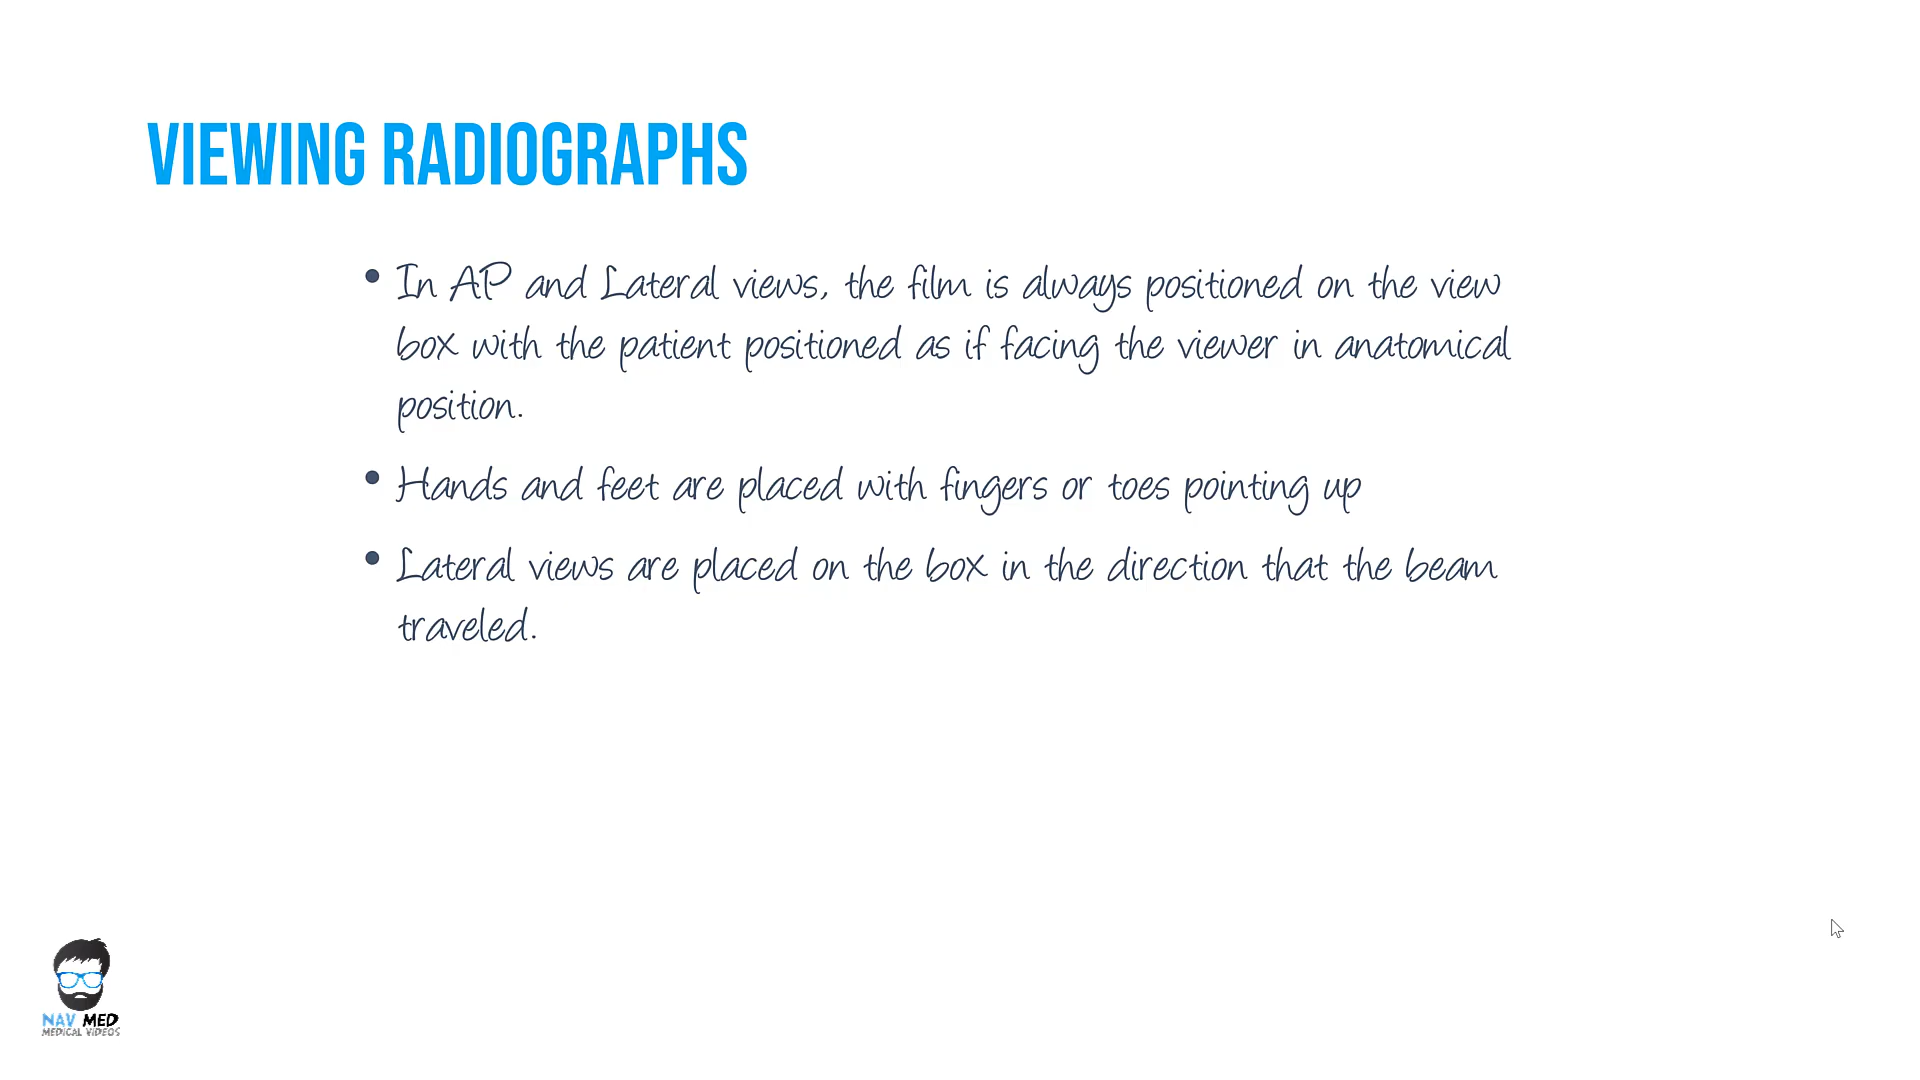 VIEWING RADIOGRAPHS
• In AP and Lateral views, the film is always positioned on the view
box with the patient positioned as if facing the viewer in anatomical
position.
• Hands and feet are placed with fingers or toes pointing up
• Lateral views are placed on the box in the direction that the beam
traveled.
NAV MED
MEDICAL VIDEOS